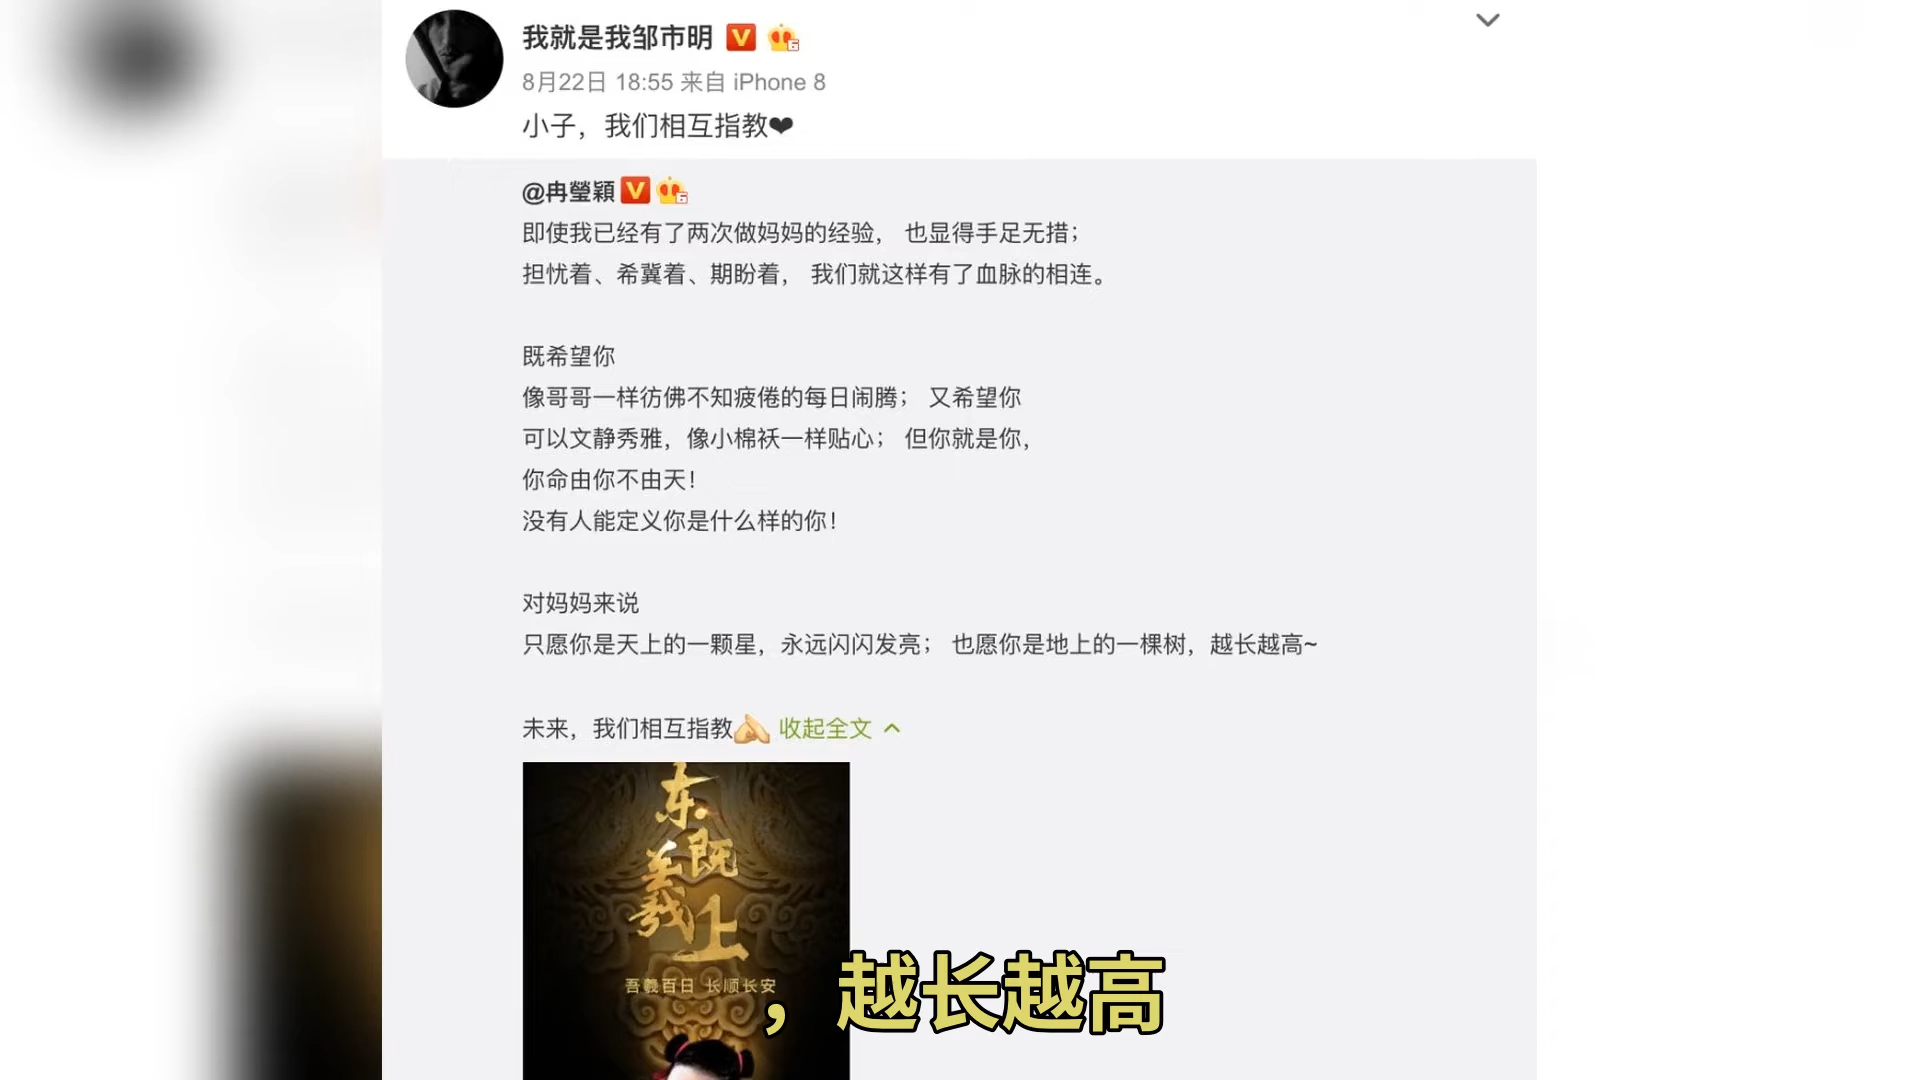 我就是我邹市明
8月22日 18:55 来自 iPhone 8
小子，我们相互指教❤
@冉瑩穎
即使我已经有了两次做妈妈的经验， 也显得手足无措；
担忧着、希冀着、期盼着， 我们就这样有了血脉的相连。
既希望你
像哥哥一样彷佛不知疲倦的每日闹腾； 又希望你
可以文静秀雅，像小棉袄一样贴心； 但你就是你，
你命由你不由天！
没有人能定义你是什么样的你！
对妈妈来说
只愿你是天上的一颗星，永远闪闪发亮； 也愿你是地上的一棵树，越长越高~
未来，我们相互指教 收起全文
东
既
羲
上
吾羲百日 长顺长安
，越长越高